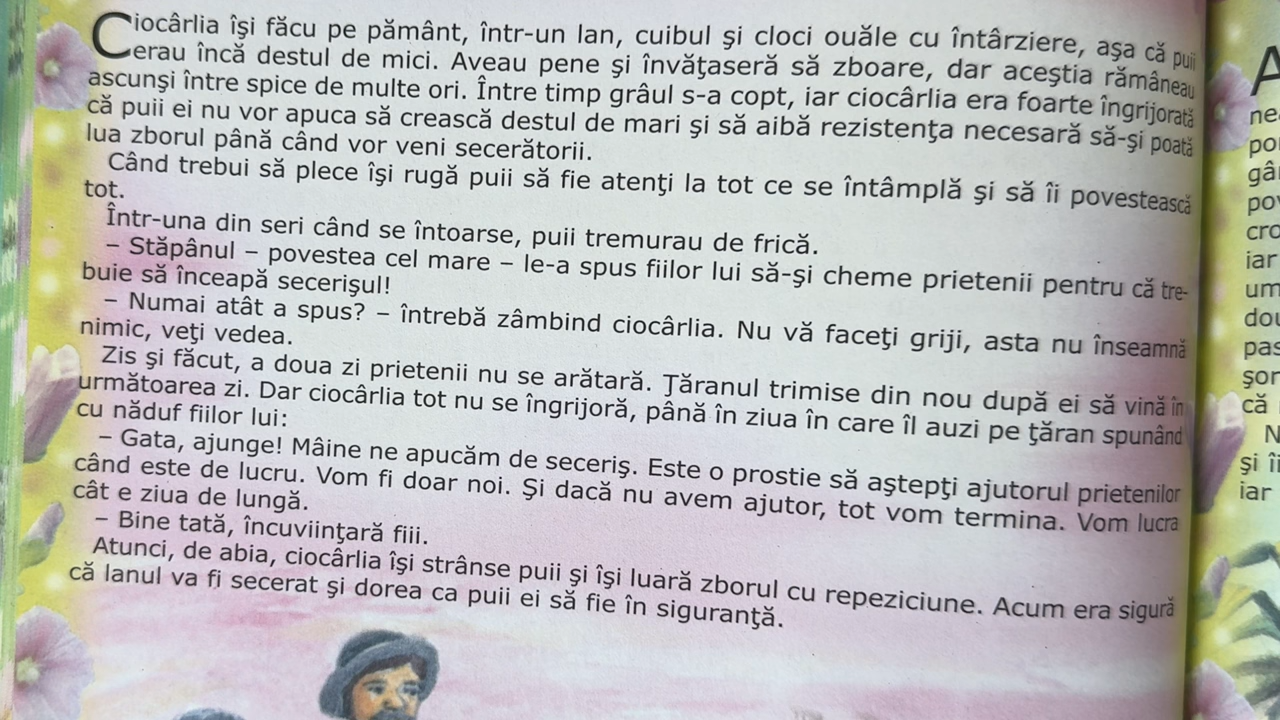 Ciocârlia îşi făcu pe pământ, într-un lan, cuibul şi cloci ouăle cu întârziere, aşa că puii
erau încă destul de mici. Aveau pene şi învăţaseră să zboare, dar aceştia rămâneau
ascunşi între spice de multe ori. Între timp grâul s-a copt, iar ciocârlia era foarte îngrijorată
că puii ei nu vor apuca să crească destul de mari şi să aibă rezistenţa necesară să-şi poată
lua zborul până când vor veni secerătorii.
Când trebui să plece îşi rugă puii să fie atenţi la tot ce se întâmplă şi să îi povestească
tot.
Într-una din seri când se întoarse, puii tremurau de frică.
– Stăpânul – povestea cel mare – le-a spus fiilor lui să-şi cheme prietenii pentru că tre-
buie să înceapă secerişul!
– Numai atât a spus? – întrebă zâmbind ciocârlia. Nu vă faceţi griji, asta nu înseamnă
nimic, veţi vedea.
Zis şi făcut, a doua zi prietenii nu se arătară. Ţăranul trimise din nou după ei să vină în
următoarea zi. Dar ciocârlia tot nu se îngrijoră, până în ziua în care îl auzi pe ţăran spunând
cu năduf fiilor lui:
– Gata, ajunge! Mâine ne apucăm de seceriş. Este o prostie să aştepţi ajutorul prietenilor
când este de lucru. Vom fi doar noi. Şi dacă nu avem ajutor, tot vom termina. Vom lucra
cât e ziua de lungă.
– Bine tată, încuviinţară fiii.
Atunci, de abia, ciocârlia îşi strânse puii şi îşi luară zborul cu repeziciune. Acum era sigură
că lanul va fi secerat şi dorea ca puii ei să fie în siguranţă.
iar
că
şi îi
iar